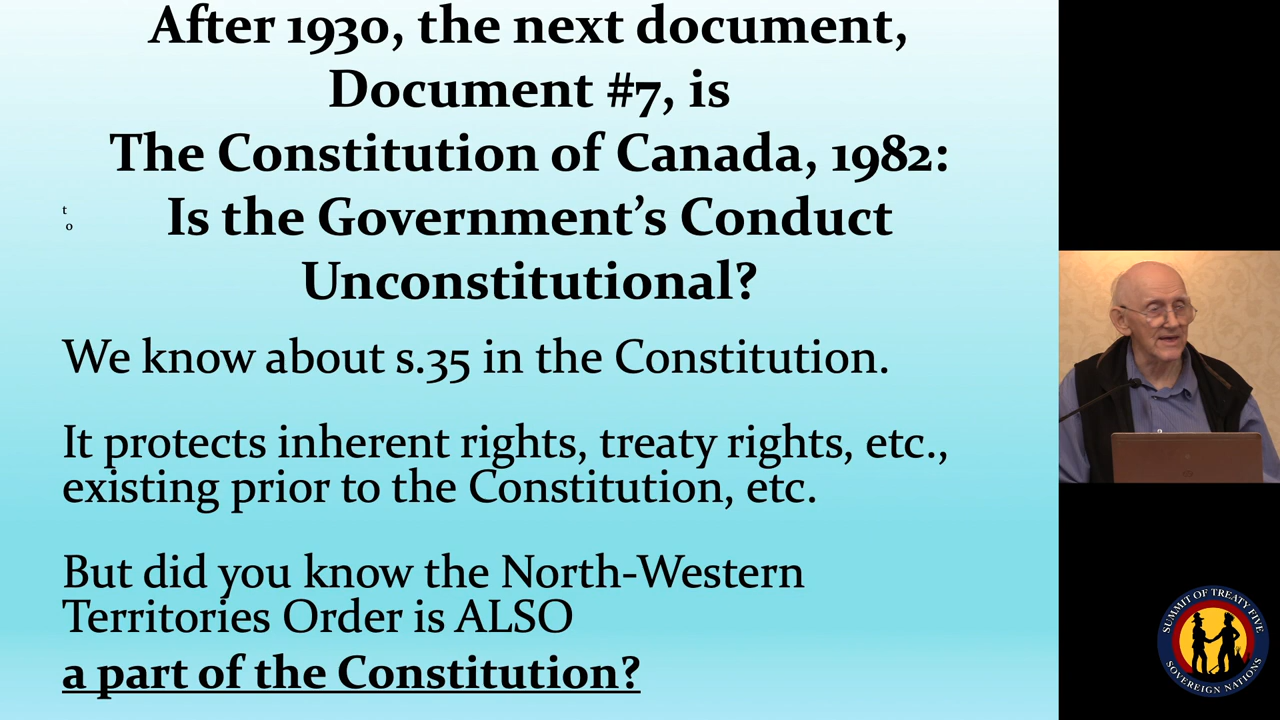 After 1930, the next document,
Document #7, is
The Constitution of Canada, 1982:
Is the Government’s Conduct
Unconstitutional?
t
o
We know about s.35 in the Constitution.
It protects inherent rights, treaty rights, etc.,
existing prior to the Constitution, etc.
But did you know the North-Western
Territories Order is ALSO
a part of the Constitution?
SUMMIT OF TREATY FIVE
SOVEREIGN NATIONS